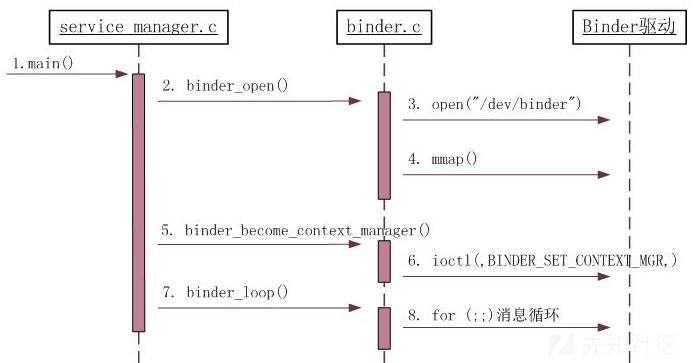 service manager.c
binder.c
Binder驱动
1.main()
2. binder_open()
3. open("/dev/binder")
4. mmap()
5. binder_become_context_manager()
6. ioctl(,BINDER_SET_CONTEXT_MGR,)
7. binder_loop()
8. for (;;)消息循环
先知社区